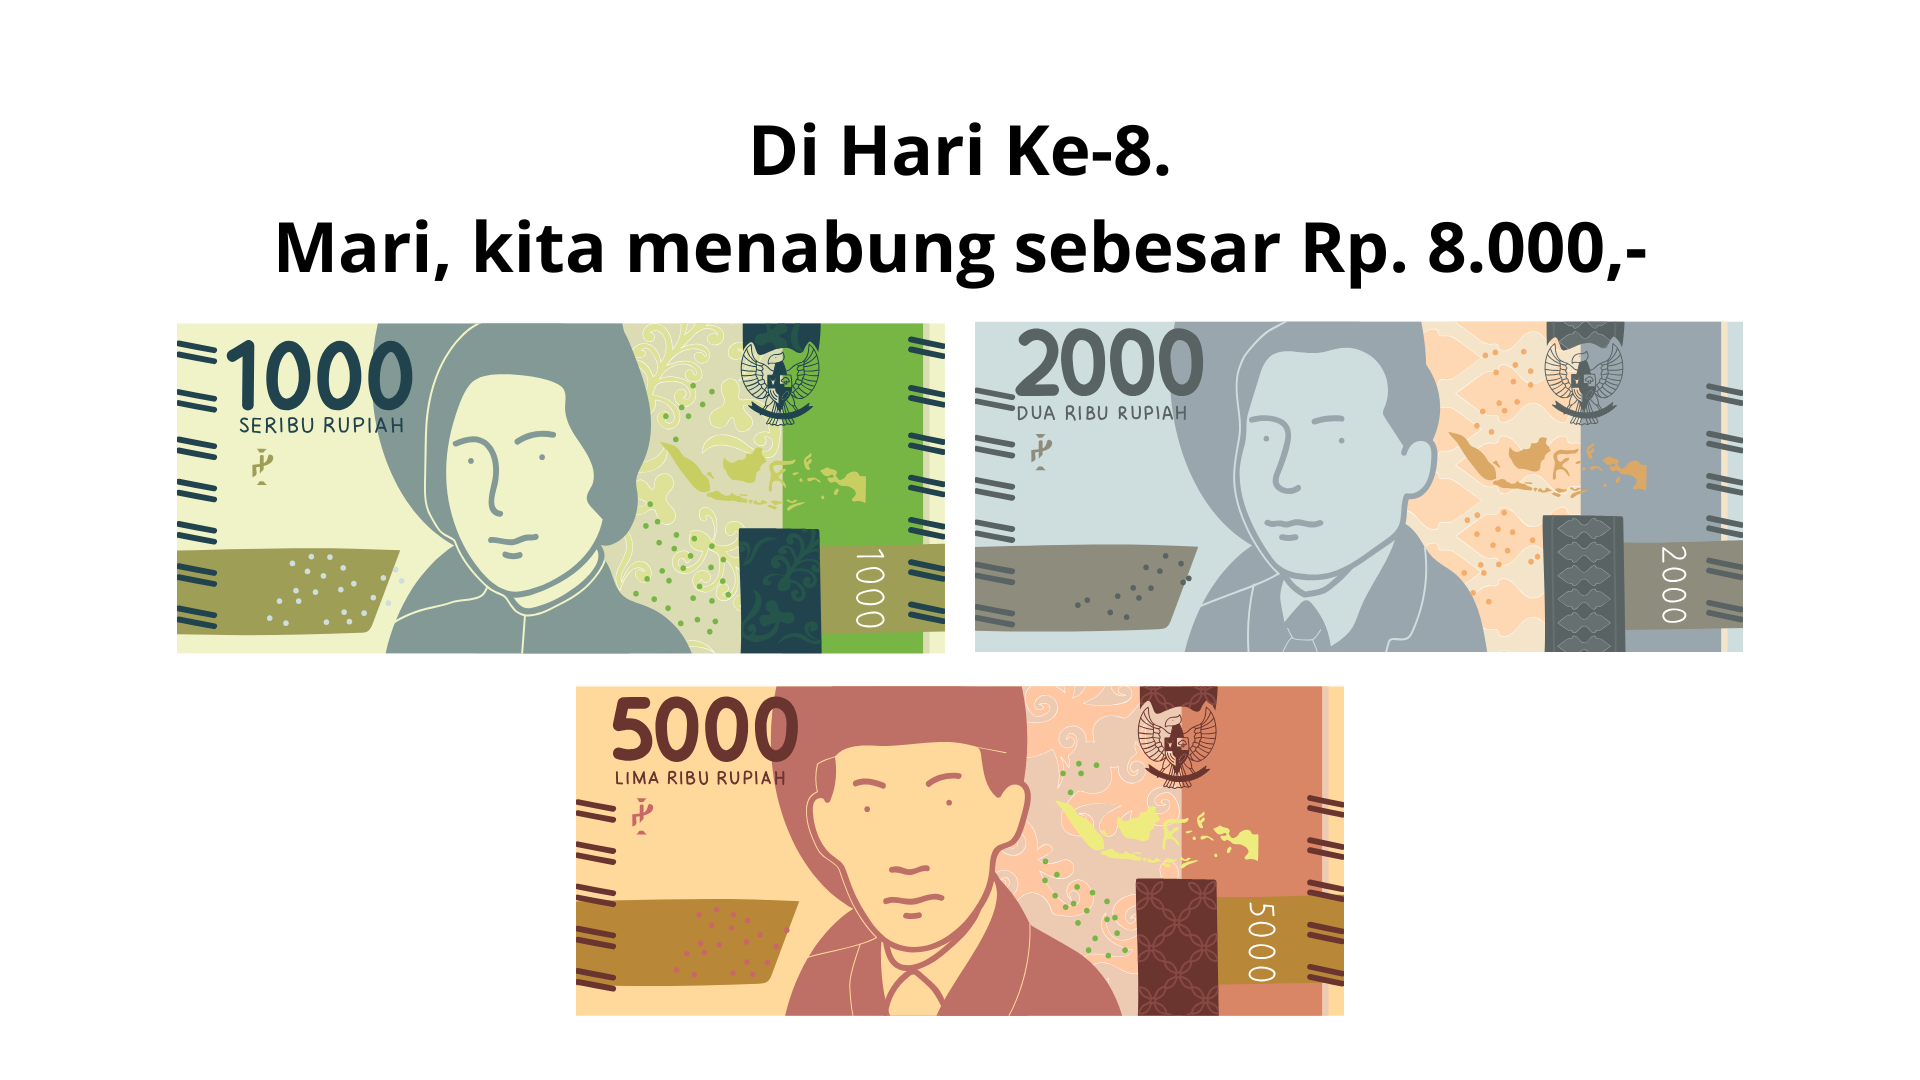 Di Hari Ke-8.
Mari, kita menabung sebesar Rp. 8.000,-
1000
SERIBU RUPIAH
1000
2000
DUA RIBU RUPIAH
2000
5000
LIMA RIBU RUPIAH
5000